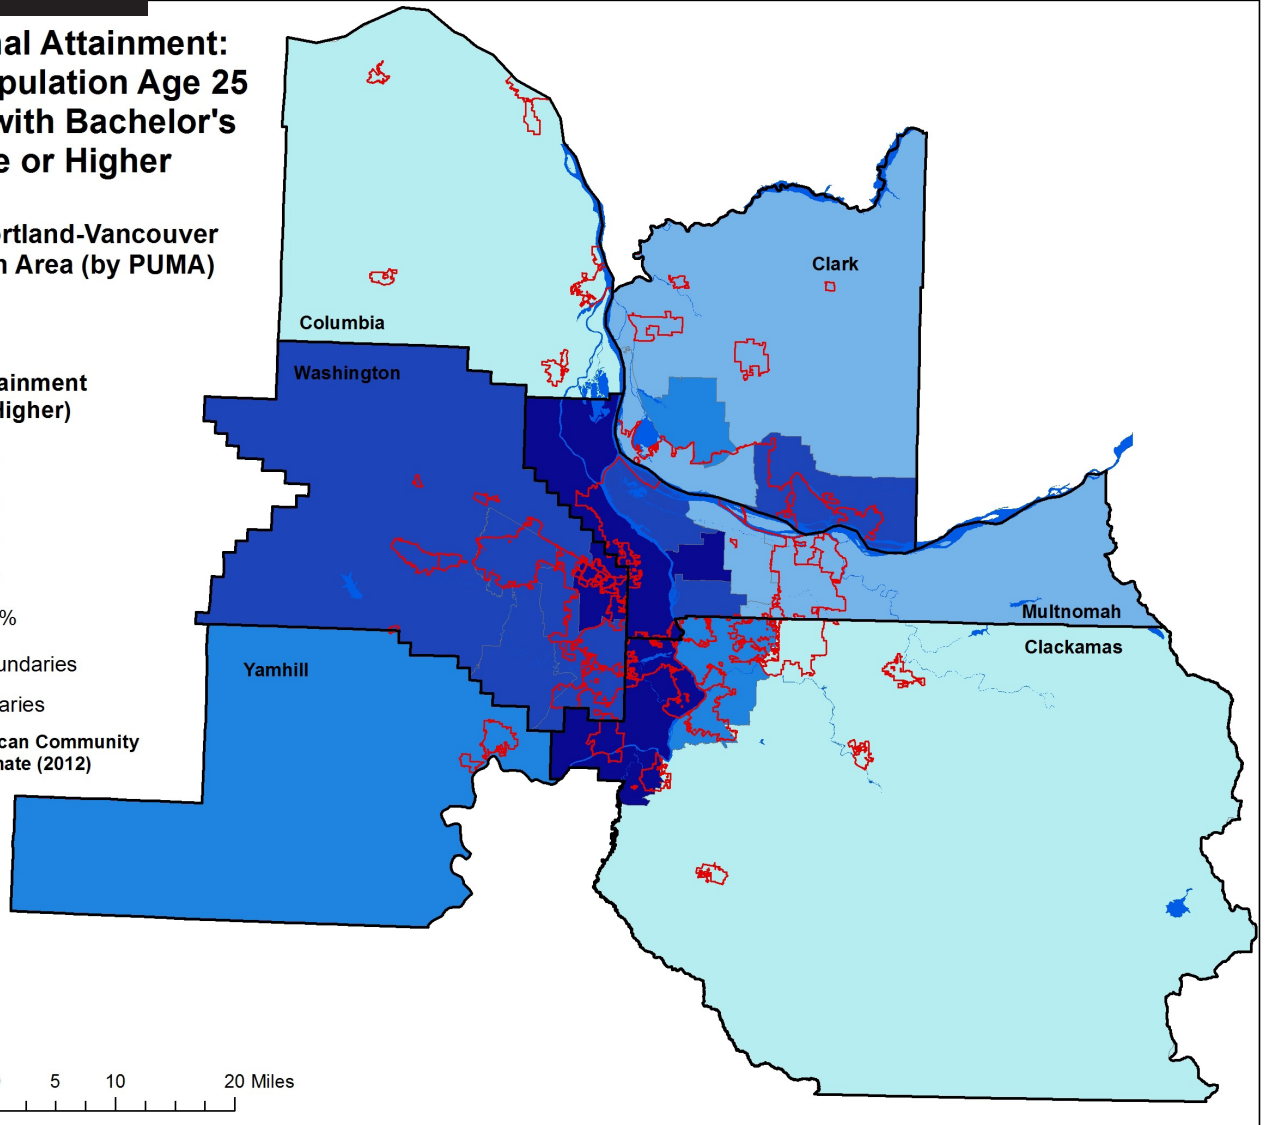 al Attainment:
pulation Age 25
with Bachelor's
e or Higher
ortland-Vancouver
n Area (by PUMA)
ainment
Higher)
%
undaries
aries
can Community
nate (2012)
5 10 20 Miles
Columbia
Washington
Yamhill
Clark
Multnomah
Clackamas